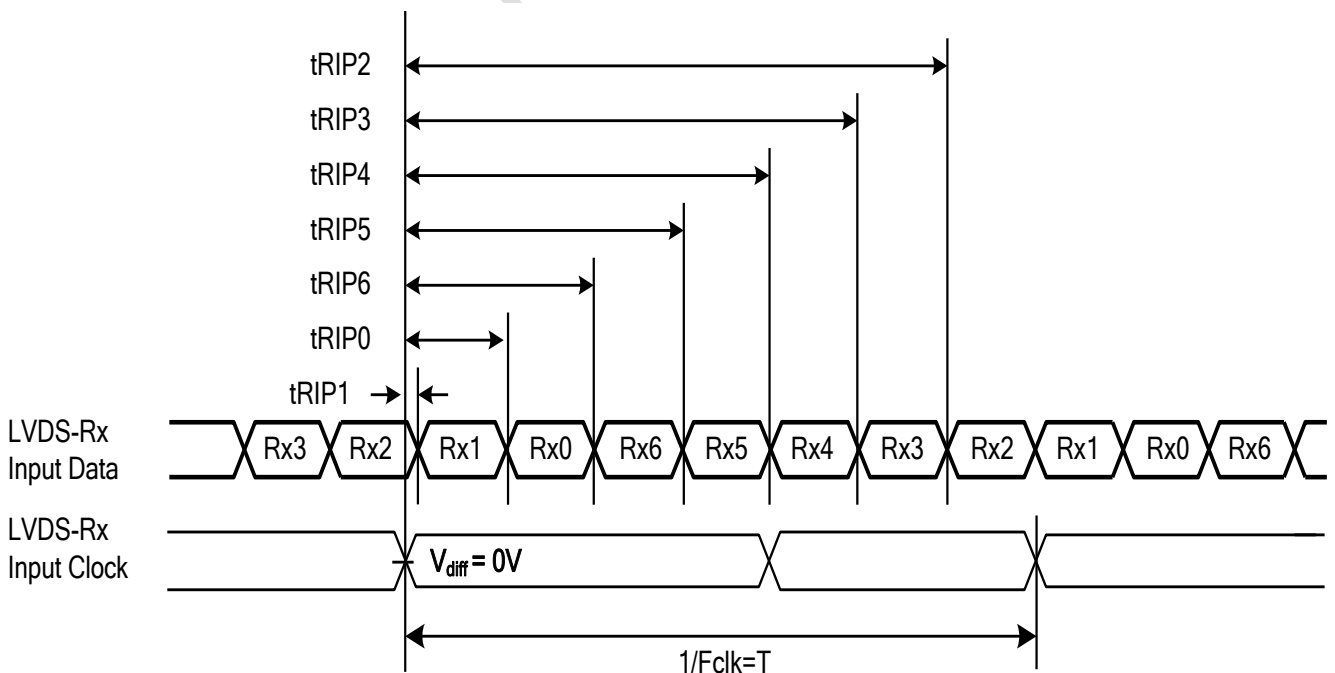 tRIP2
tRIP3
tRIP4
tRIP5
tRIP6
tRIP0
tRIP1
LVDS-Rx
Input Data
Rx3 Rx2 Rx1 Rx0 Rx6 Rx5 Rx4 Rx3 Rx2 Rx1 Rx0 Rx6
LVDS-Rx
Input Clock
Vdiff = 0V
1/Fclk=T